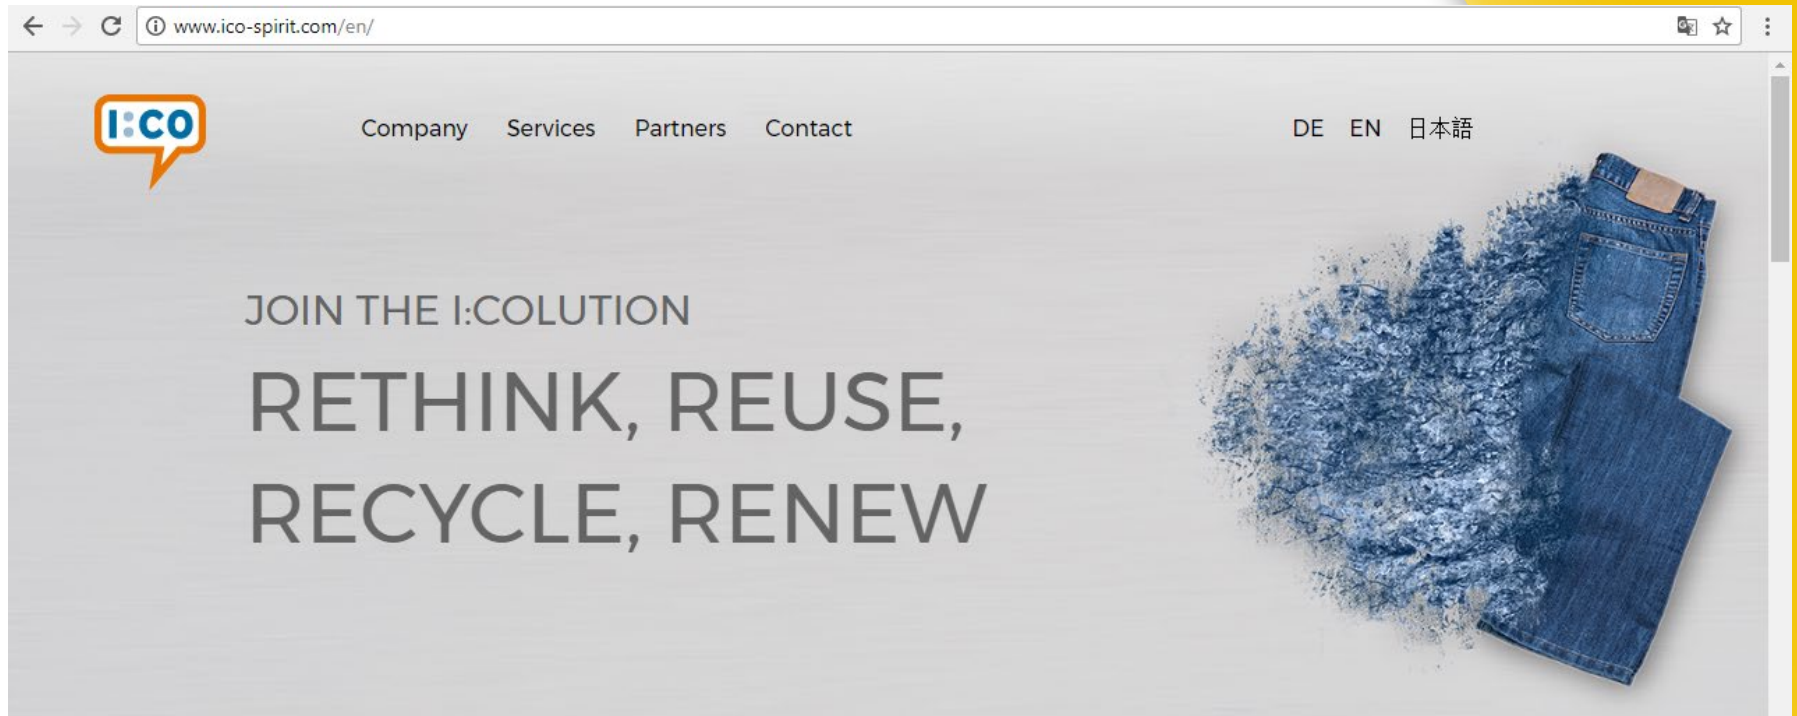 www.ico-spirit.com/en/
I:CO
Company Services Partners Contact
DE EN 日本語
JOIN THE I:COLUTION
RETHINK, REUSE,
RECYCLE, RENEW